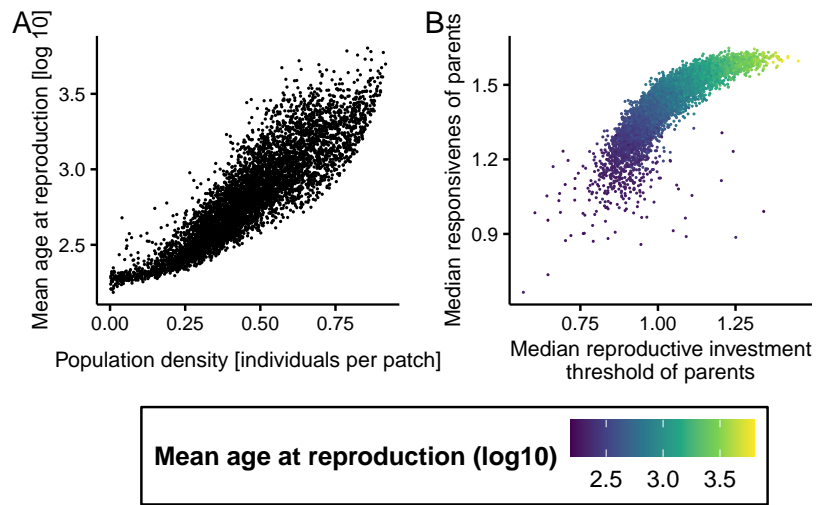 A
Mean age at reproduction [log 10]
3.5
3.0
2.5
0.00 0.25 0.50 0.75
Population density [individuals per patch]
B
Median responsivenes of parents
1.5
1.2
0.9
0.75 1.00 1.25
Median reproductive investment
threshold of parents
Mean age at reproduction (log10)
2.5 3.0 3.5